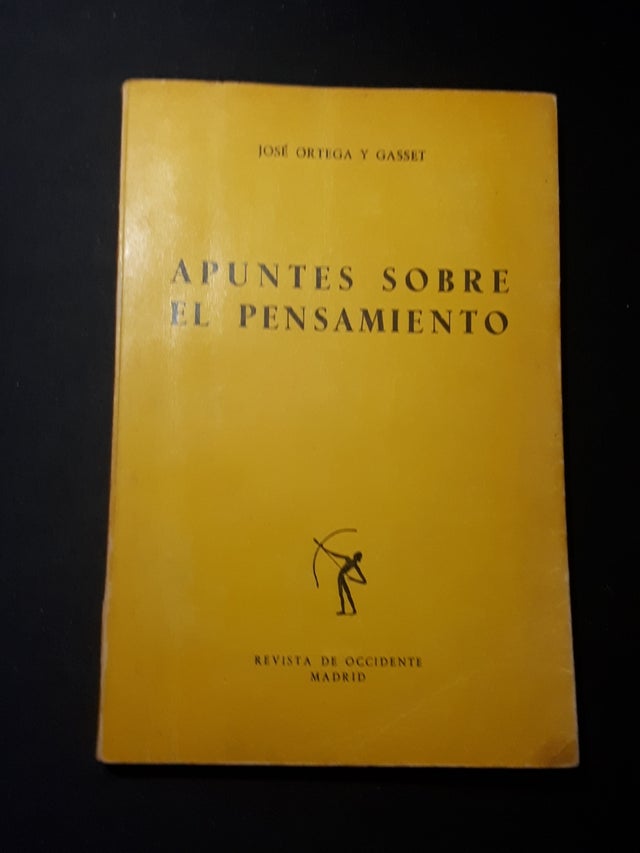 JOSÉ ORTEGA Y GASSET
APUNTES SOBRE
EL PENSAMIENTO
REVISTA DE OCCIDENTE
MADRID